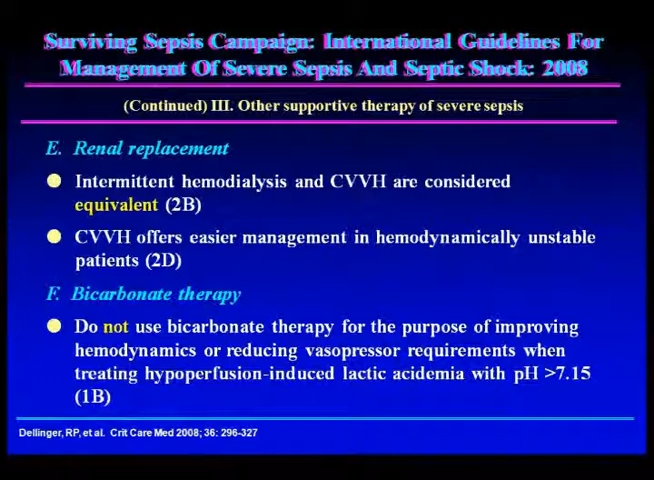 Surviving Sepsis Campaign: International Guidelines For
Management Of Severe Sepsis And Septic Shock: 2008
(Continued) III. Other supportive therapy of severe sepsis
E. Renal replacement
Intermittent hemodialysis and CVVH are considered
equivalent (2B)
CVVH offers easier management in hemodynamically unstable
patients (2D)
F. Bicarbonate therapy
Do not use bicarbonate therapy for the purpose of improving
hemodynamics or reducing vasopressor requirements when
treating hypoperfusion-induced lactic acidemia with pH >7.15
(1B)
Dellinger, RP, et al. Crit Care Med 2008; 36: 296-327